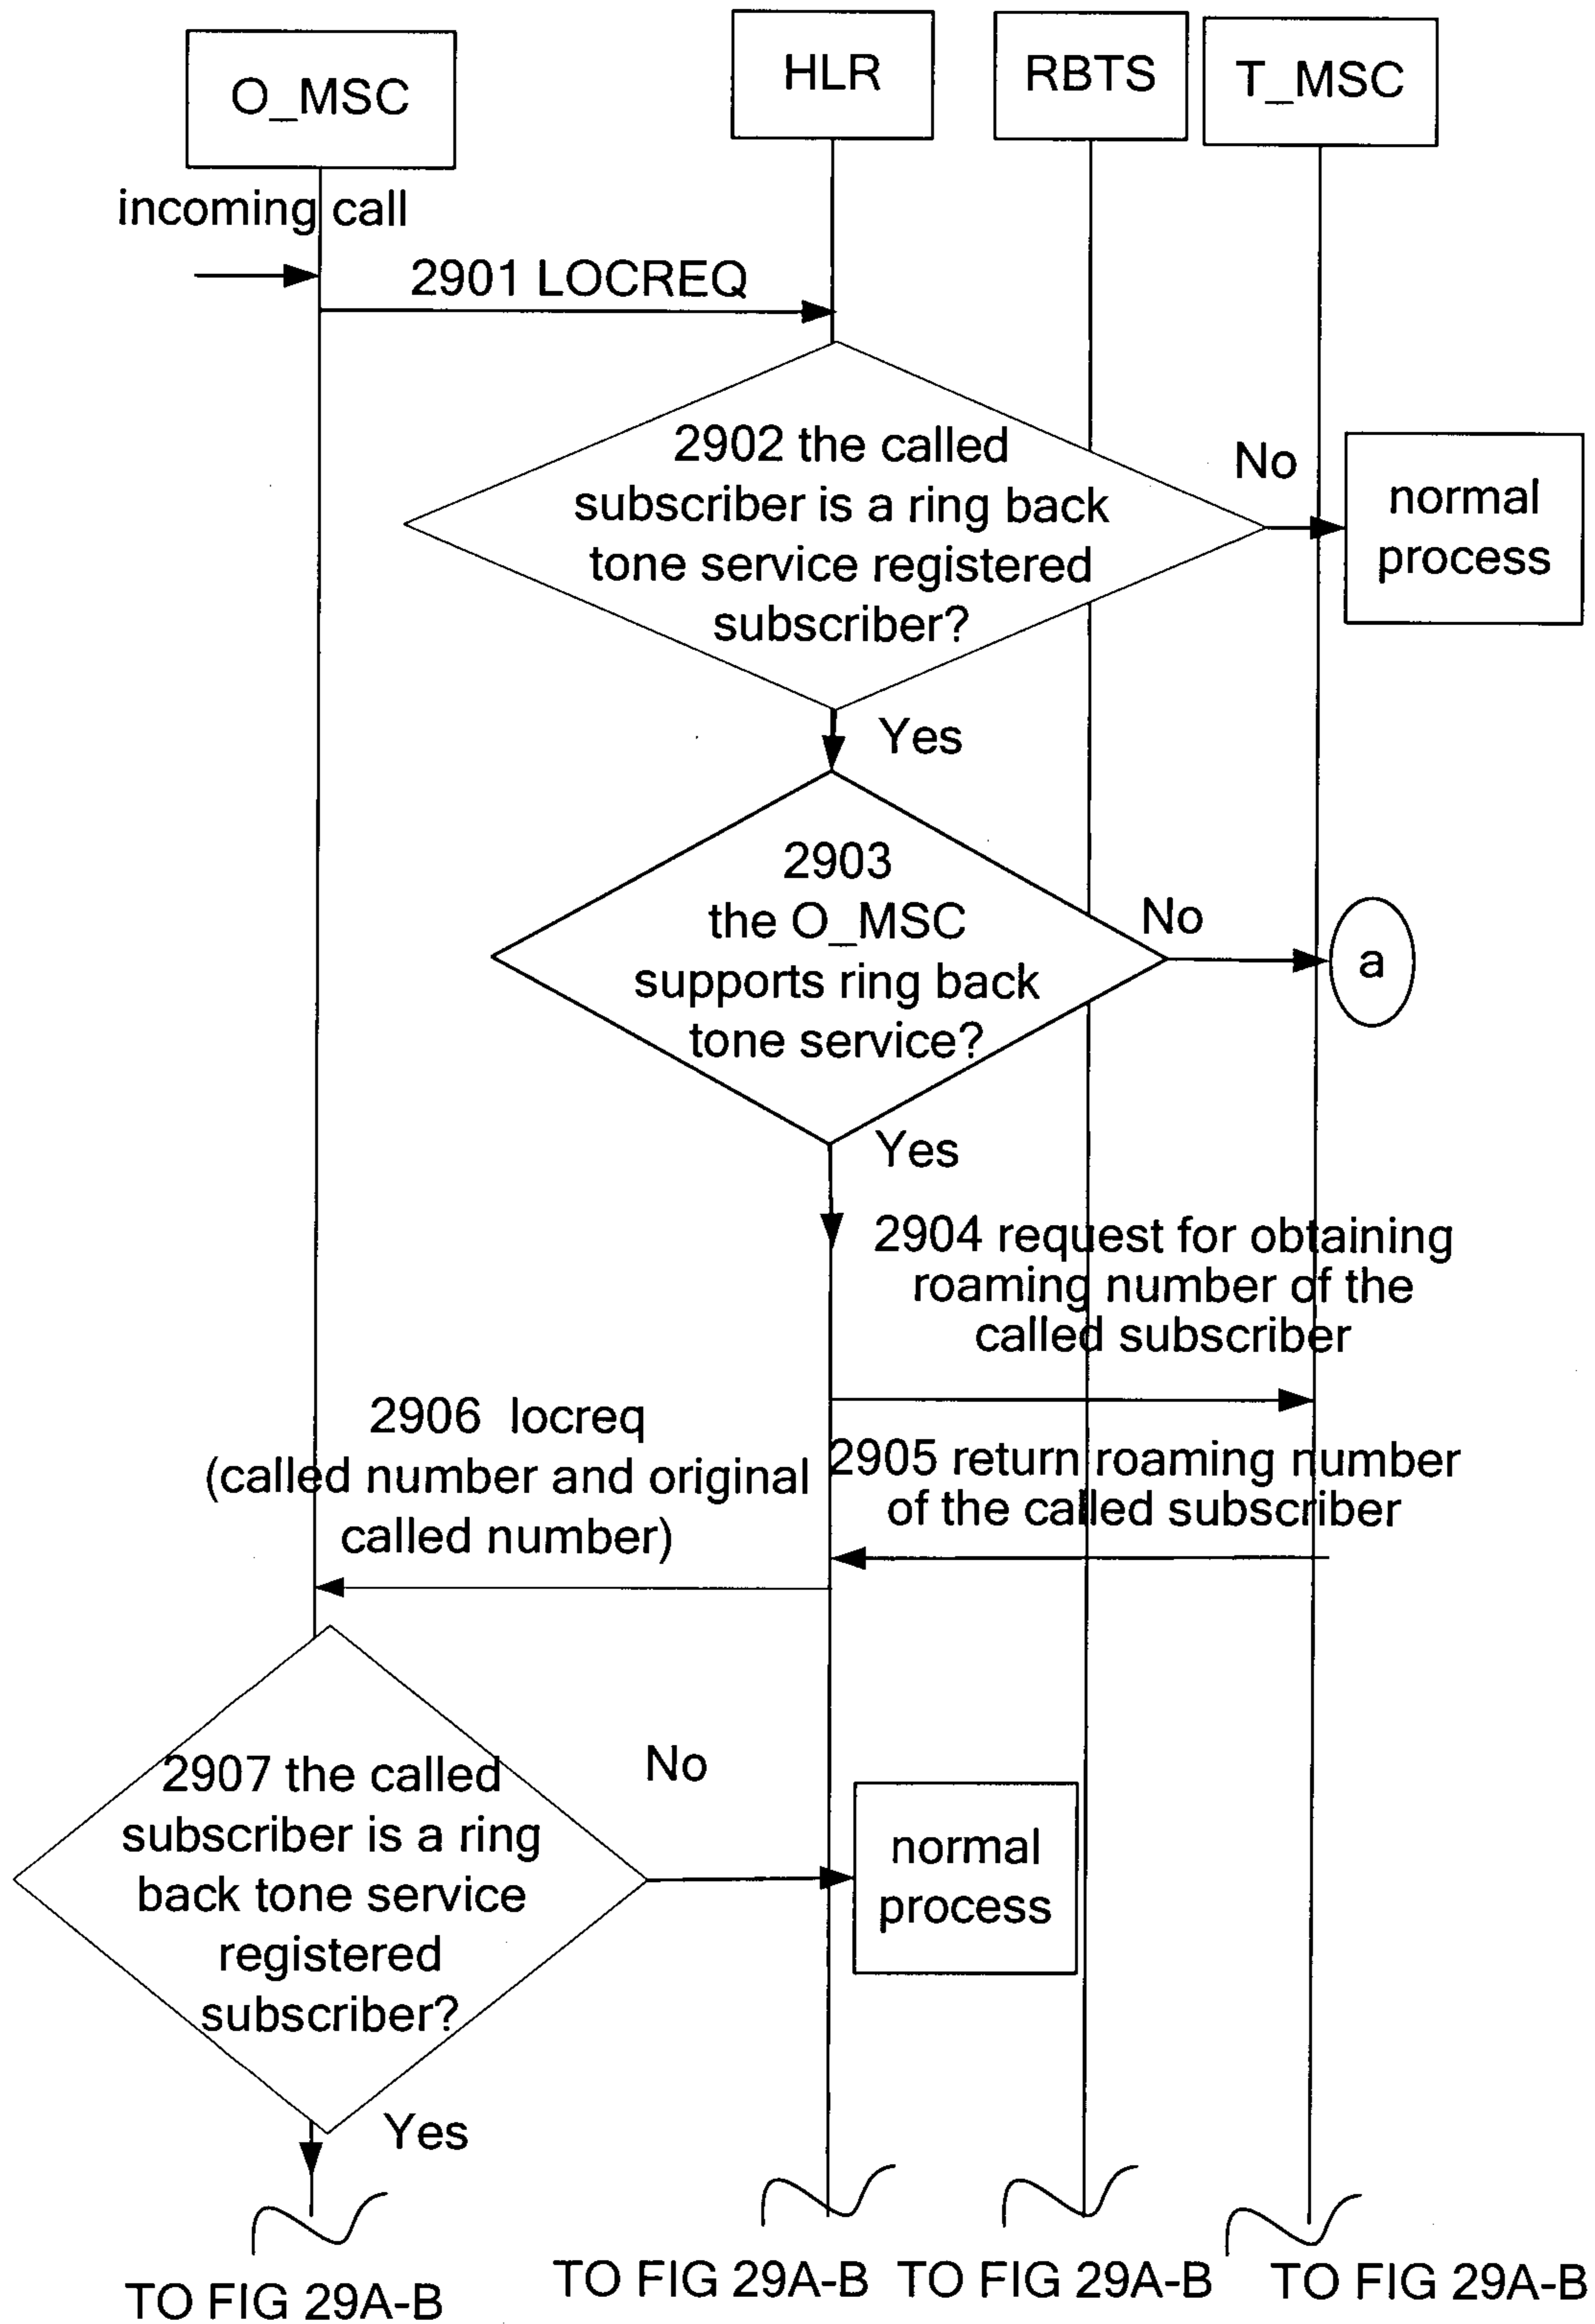 O_MSC
HLR
RBTS
T_MSC
incoming call
2901 LOCREQ
2902 the called
subscriber is a ring back
tone service registered
subscriber?
No
normal
process
Yes
2903
the O_MSC
supports ring back
tone service?
No
a
Yes
2904 request for obtaining
roaming number of the
called subscriber
2906 locreq
(called number and original
called number)
2905 return roaming number
of the called subscriber
2907 the called
subscriber is a ring
back tone service
registered
subscriber?
No
normal
process
Yes
TO FIG 29A-B
TO FIG 29A-B
TO FIG 29A-B
TO FIG 29A-B